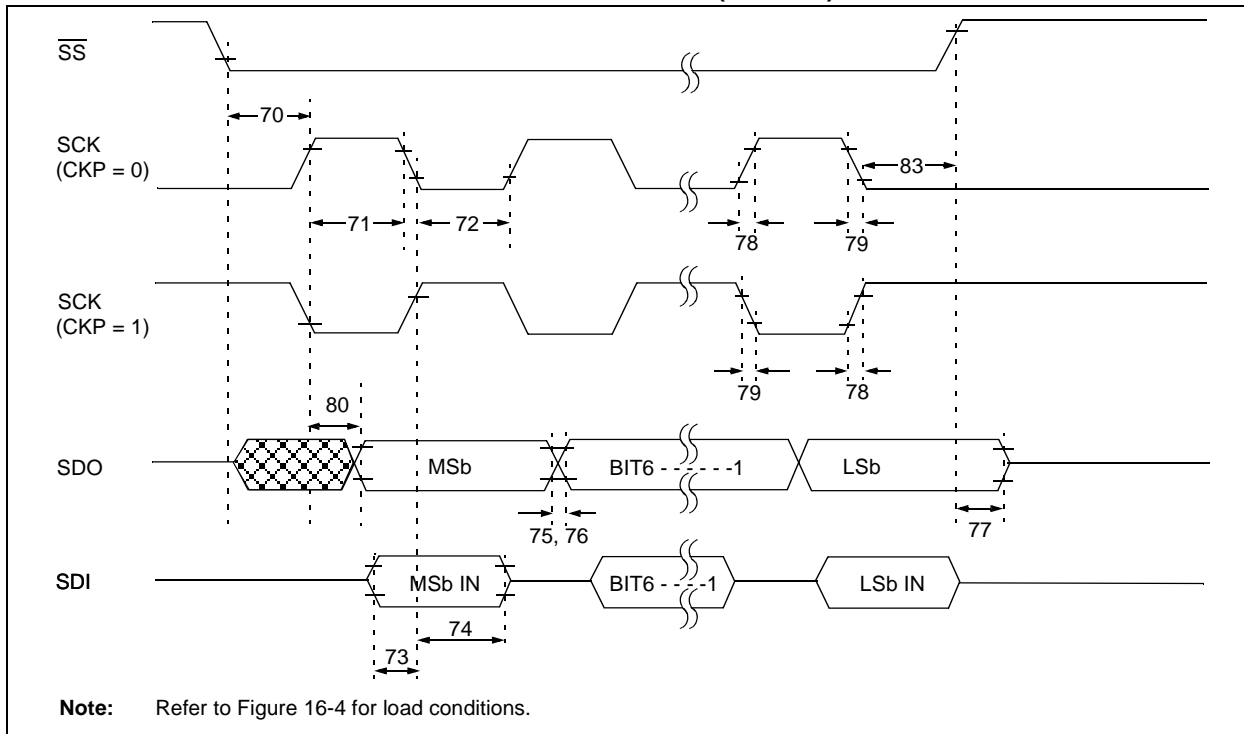 SS
70
SCK
(CKP = 0)
83
71
72
78
79
SCK
(CKP = 1)
79
78
80
SDO
MSb
BIT6 - - - - - -1
LSb
75, 76
77
SDI
MSb IN
BIT6 - - - -1
LSb IN
74
73
Note: Refer to Figure 16-4 for load conditions.